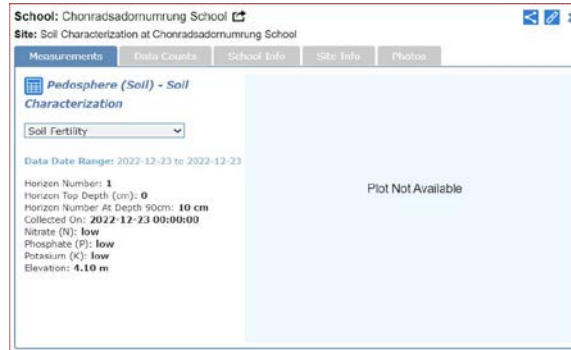 School: Chonradsadornumrung School
Site: Soil Characterization at Chonradsadornumrung School
Measurements Data Counts School Info Site Info Photos
Pedosphere (Soil) - Soil
Characterization
Soil Fertility
Data Date Range: 2022-12-23 to 2022-12-23
Horizon Number: 1
Horizon Top Depth (cm): 0
Horizon Number At Depth 90cm: 10 cm
Collected On: 2022-12-23 00:00:00
Nitrate (N): low
Phosphate (P): low
Potasium (K): low
Elevation: 4.10 m
Plot Not Available